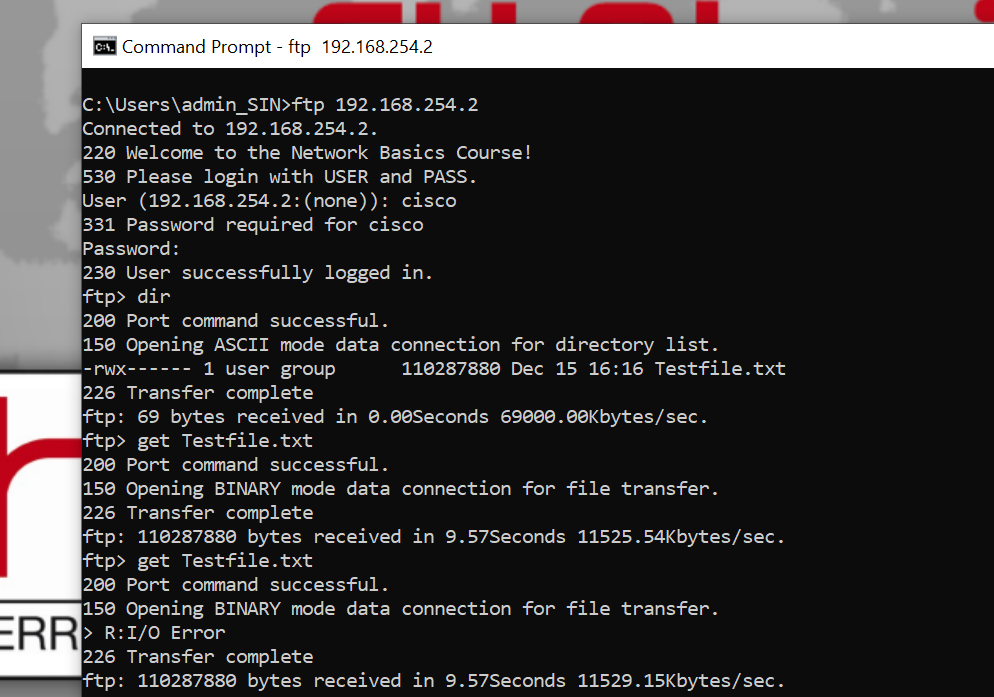 Command Prompt - ftp  192.168.254.2
C:\Users\admin_SIN>ftp 192.168.254.2
Connected to 192.168.254.2.
220 Welcome to the Network Basics Course!
530 Please login with USER and PASS.
User (192.168.254.2:(none)): cisco
331 Password required for cisco
Password:
230 User successfully logged in.
ftp> dir
200 Port command successful.
150 Opening ASCII mode data connection for directory list.
-rwx------ 1 user group      110287880 Dec 15 16:16 Testfile.txt
226 Transfer complete
ftp: 69 bytes received in 0.00Seconds 69000.00Kbytes/sec.
ftp> get Testfile.txt
200 Port command successful.
150 Opening BINARY mode data connection for file transfer.
226 Transfer complete
ftp: 110287880 bytes received in 9.57Seconds 11525.54Kbytes/sec.
ftp> get Testfile.txt
200 Port command successful.
150 Opening BINARY mode data connection for file transfer.
> R:I/O Error
226 Transfer complete
ftp: 110287880 bytes received in 9.57Seconds 11529.15Kbytes/sec.
ERR